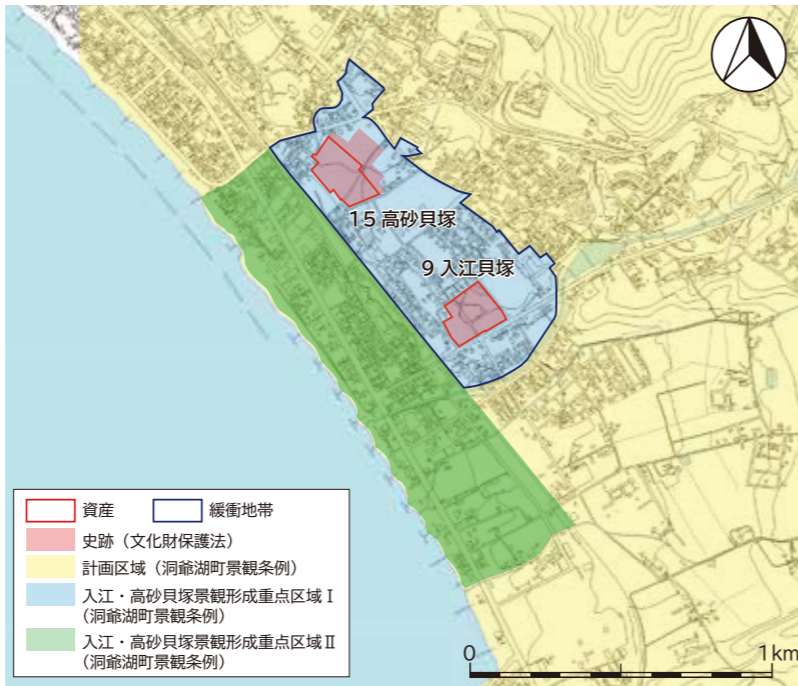 15 高砂貝塚
9 入江貝塚
資産
緩衝地帯
史跡（文化財保護法）
計画区域（洞爺湖町景観条例）
入江・高砂貝塚景観形成重点区域Ⅰ
（洞爺湖町景観条例）
入江・高砂貝塚景観形成重点区域Ⅱ
（洞爺湖町景観条例）
0 1km